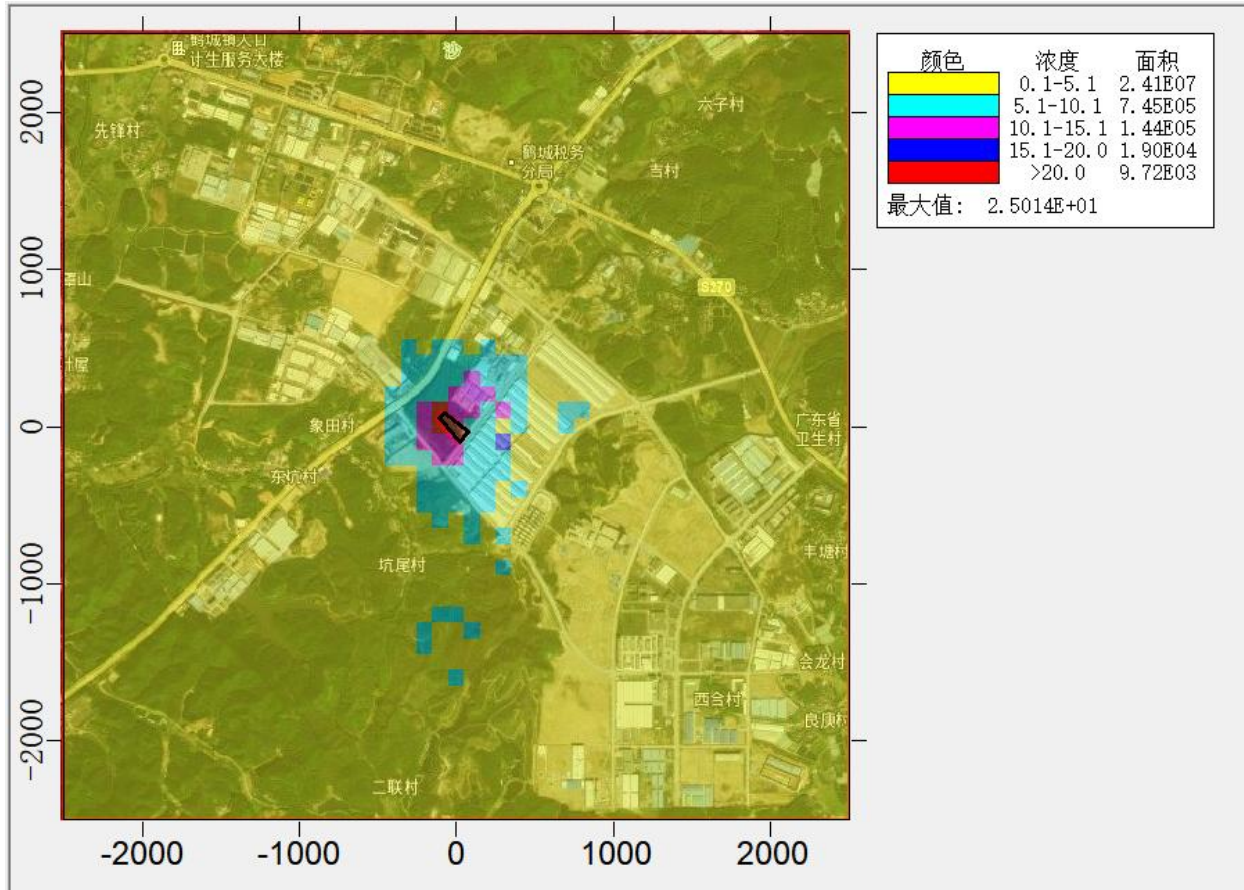 鹤城镇人口
计生服务大楼
沙
2000
先锋村
六子村
鹤城税务
分局
吉村
1000
S270
象田村
广东省
卫生村
0
东坑村
坑尾村
丰塘村
-1000
会龙村
西合村
-2000
二联村
-2000 -1000 0 1000 2000
颜色 浓度 面积
0.1-5.1 2.41E07
5.1-10.1 7.45E05
10.1-15.1 1.44E05
15.1-20.0 1.90E04
>20.0 9.72E03
最大值: 2.5014E+01